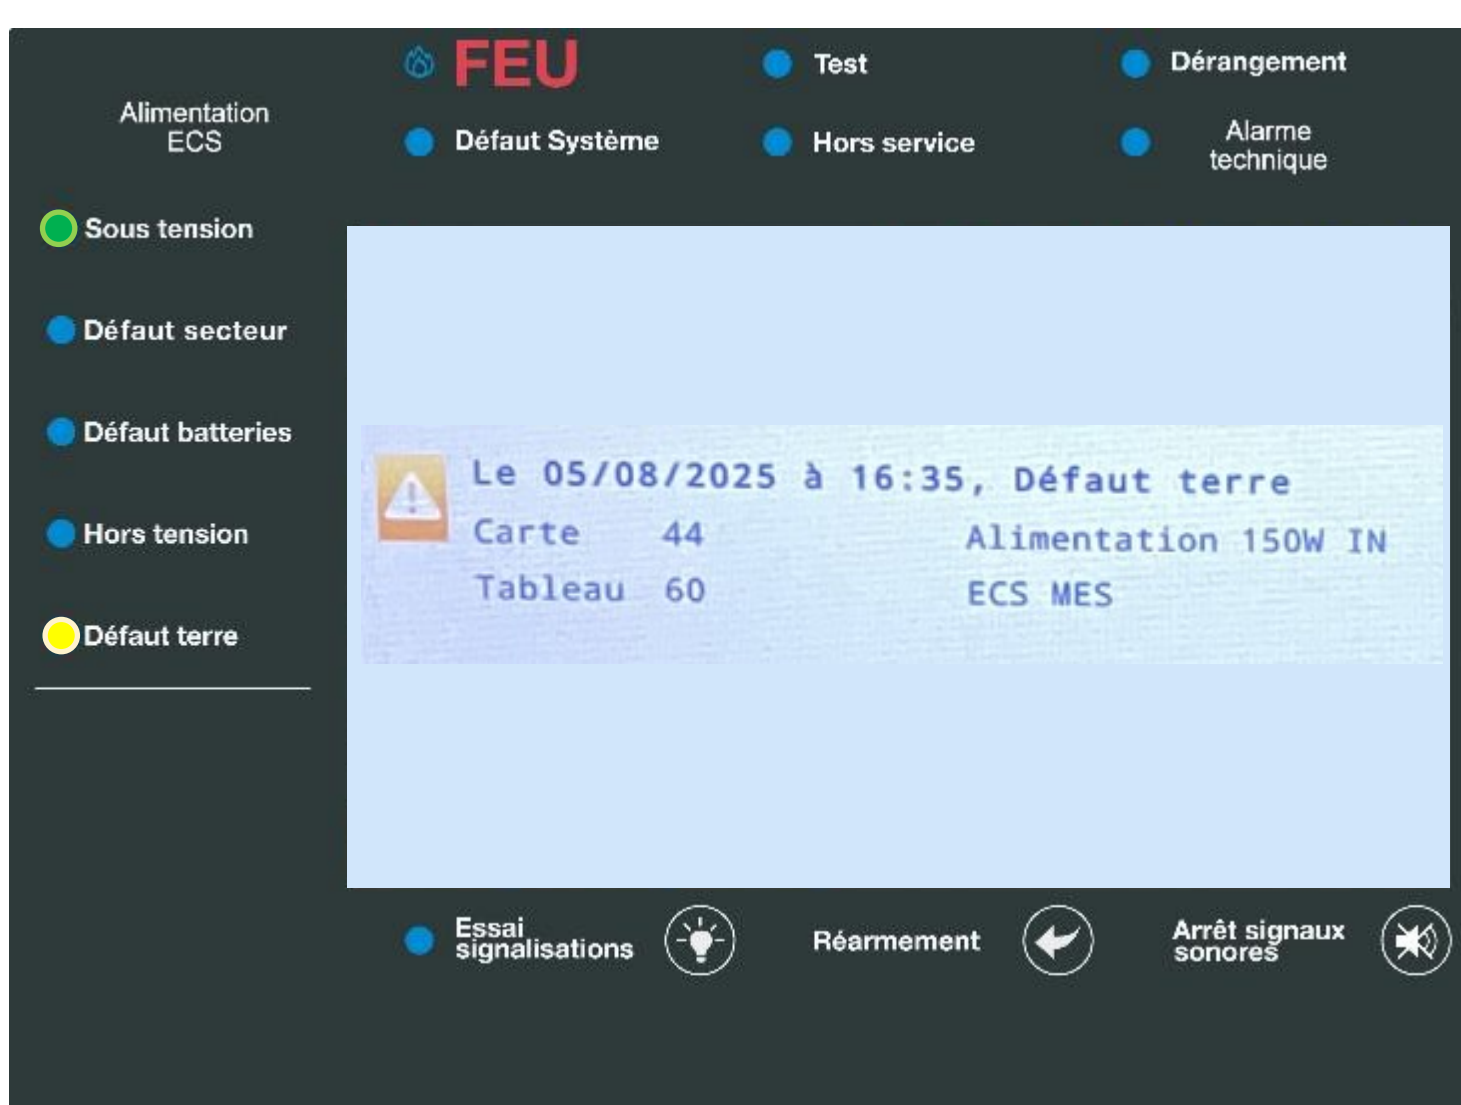 FEU
Test
Dérangement
Alimentation
ECS
Défaut Système
Hors service
Alarme
technique
Sous tension
Défaut secteur
Défaut batteries
Hors tension
Défaut terre
Le 05/08/2025 à 16:35, Défaut terre
Carte 44 Alimentation 150W IN
Tableau 60 ECS MES
Essai
signalisations
Réarmement
Arrêt signaux
sonores